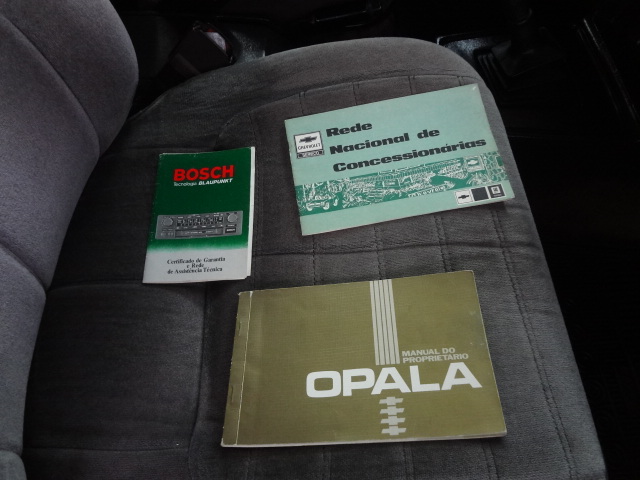 BOSCH
Tecnologia BLAUPUNKT
Certificado de Garantia
e Rede
de Assistência Técnica
Rede
Nacional de
Concessionárias
CHEVROLET
MANUAL DO
PROPRIETÁRIO
OPALA